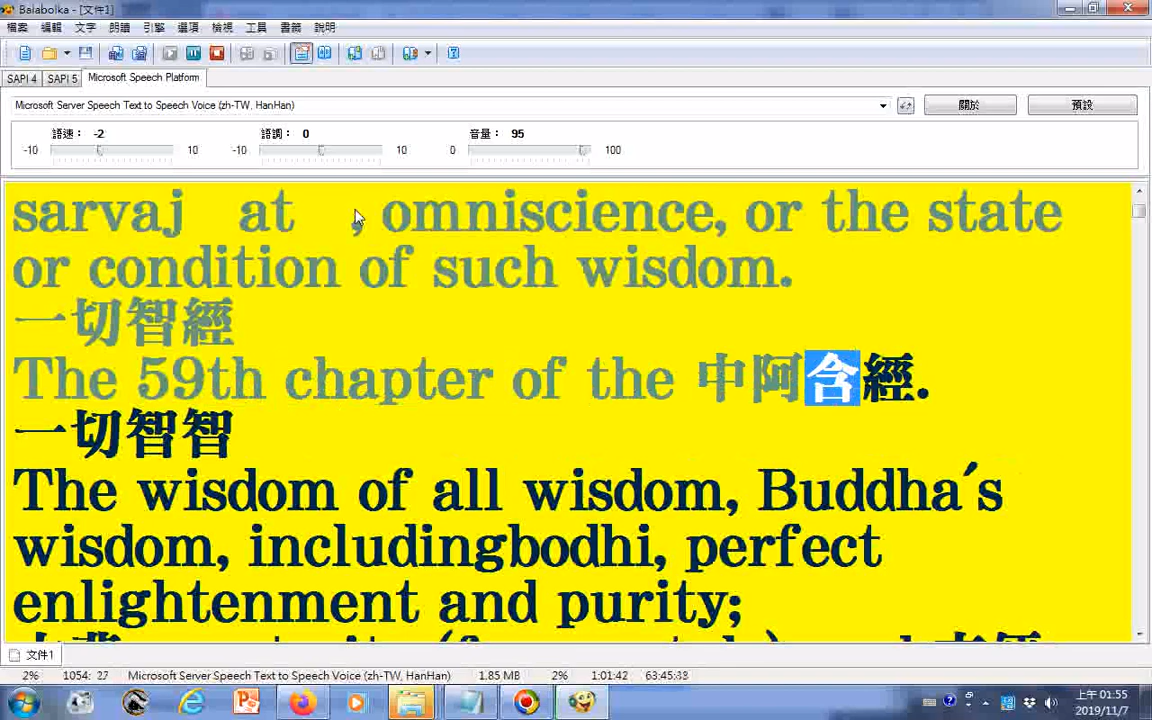 Balabolka - [文件1]
檔案 編輯 文字 朗讀 引擎 選項 檢視 工具 書籤 說明
SAPI 4 SAPI 5 Microsoft Speech Platform
Microsoft Server Speech Text to Speech Voice (zh-TW, HanHan) 關於 預設
語速： -2 語調： 0 音量： 95
-10 10 -10 10 0 100
sarvaj at , omniscience, or the state
or condition of such wisdom.
一切智經
The 59th chapter of the 中阿含經.
一切智智
The wisdom of all wisdom, Buddha's
wisdom, includingbodhi, perfect
enlightenment and purity;
文件1
2% 1054: 27 Microsoft Server Speech Text to Speech Voice (zh-TW, HanHan) 1.85 MB 2% 1:01:42 63:45:38
上午 01:55
2019/11/7